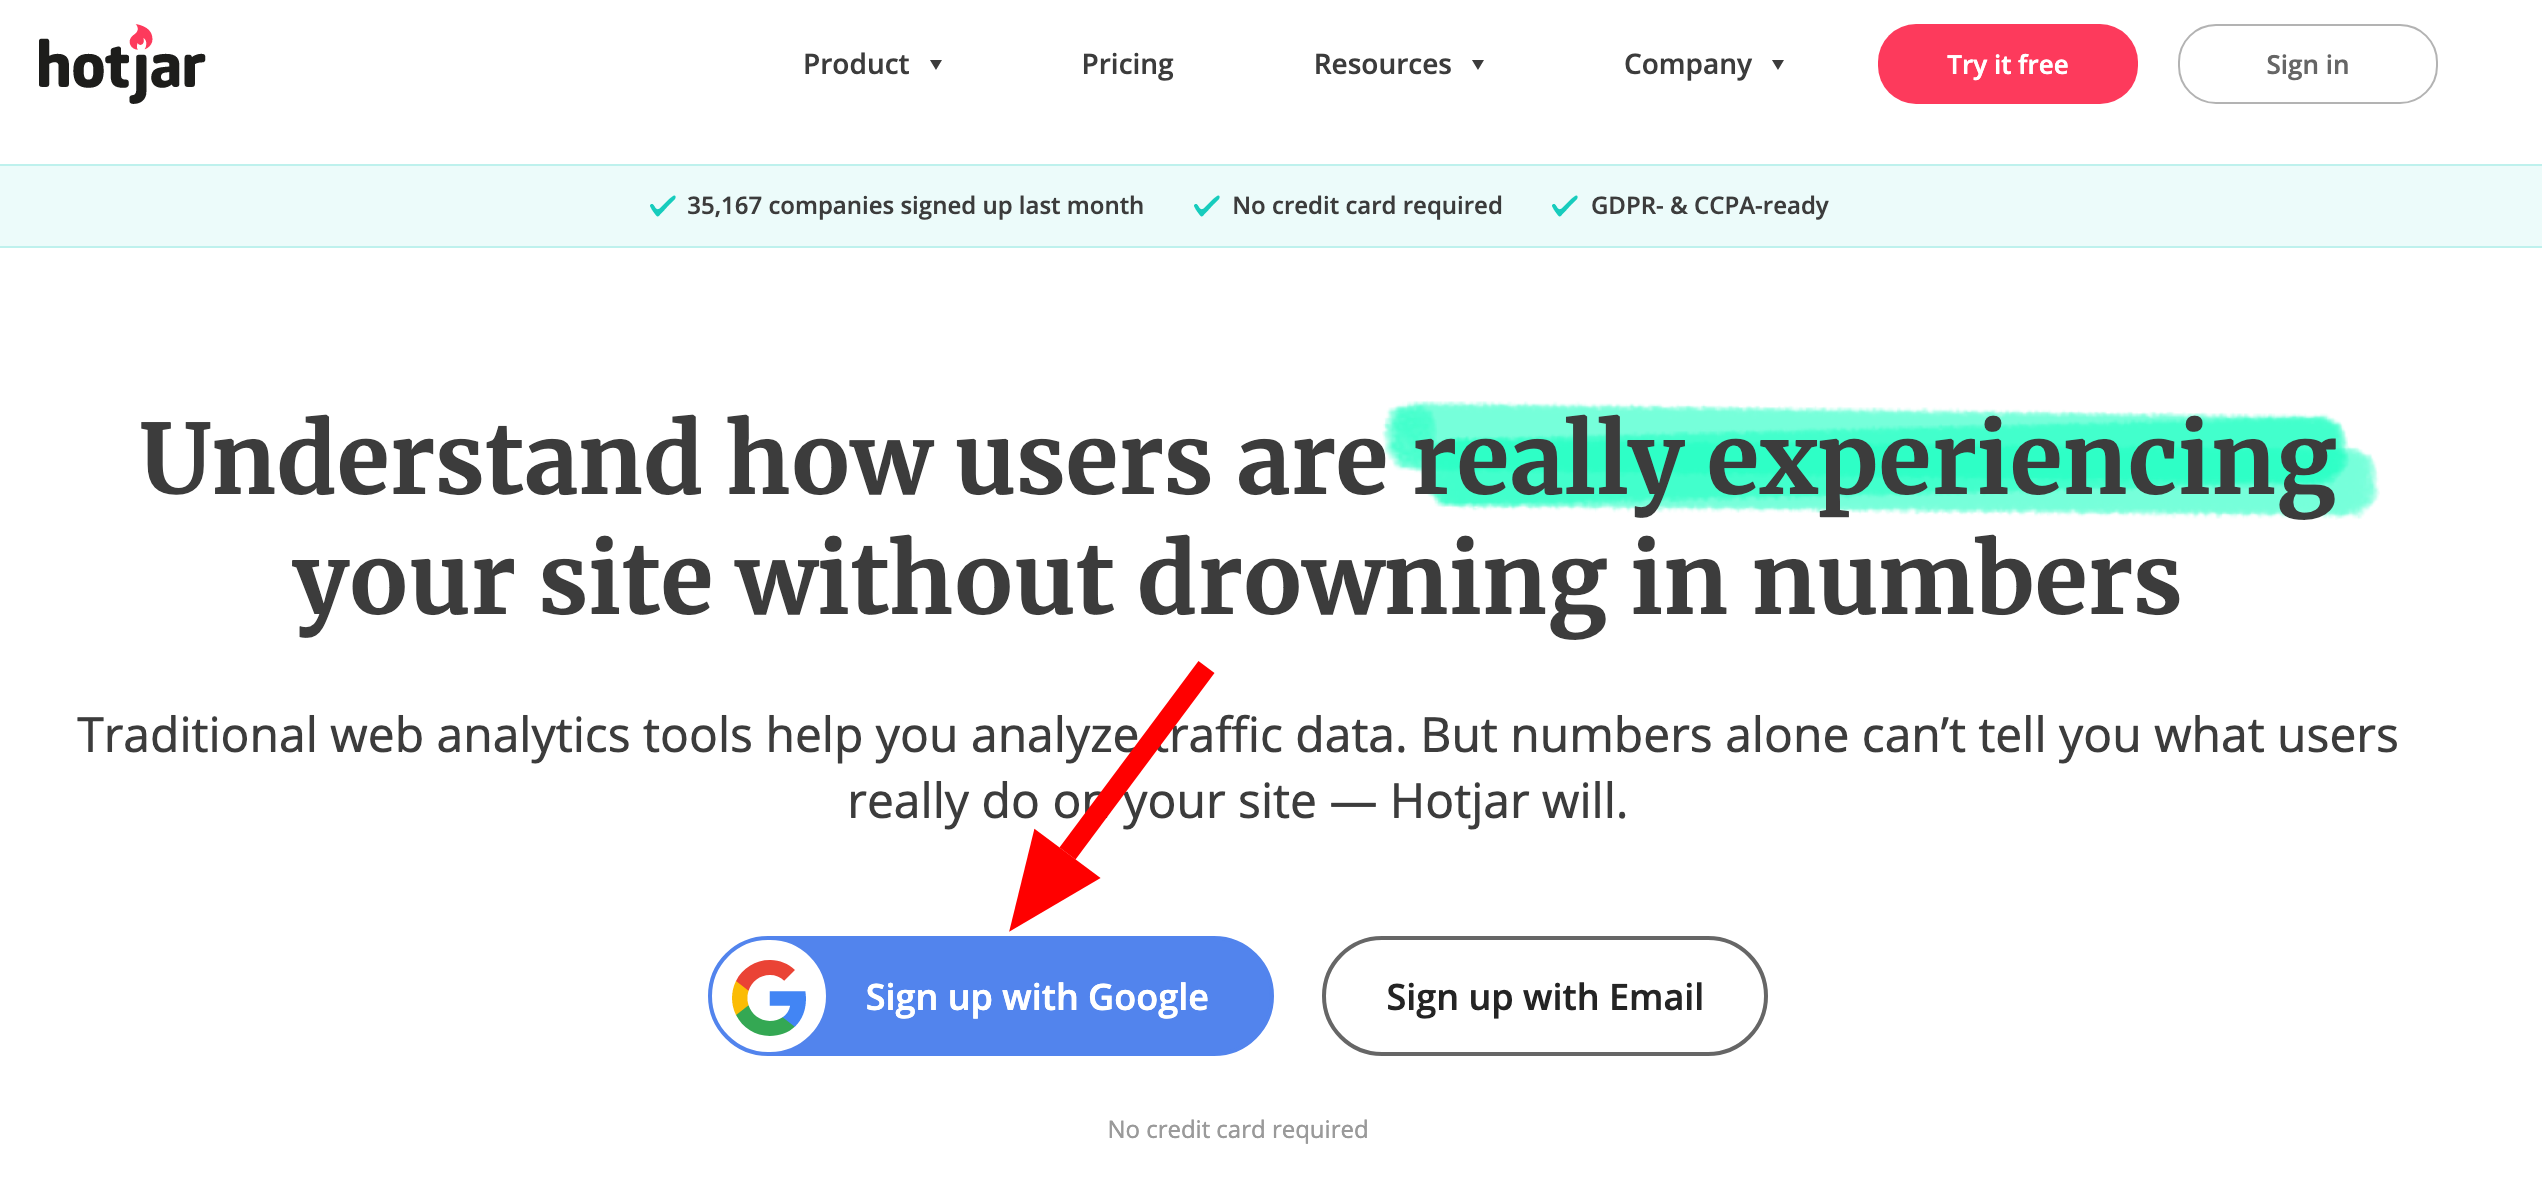 hotjar
Product
Pricing
Resources
Company
Try it free
Sign in
35,167 companies signed up last month
No credit card required
GDPR- & CCPA-ready
Understand how users are really experiencing
your site without drowning in numbers
Traditional web analytics tools help you analyze traffic data. But numbers alone can’t tell you what users
really do on your site — Hotjar will.
Sign up with Google
Sign up with Email
No credit card required